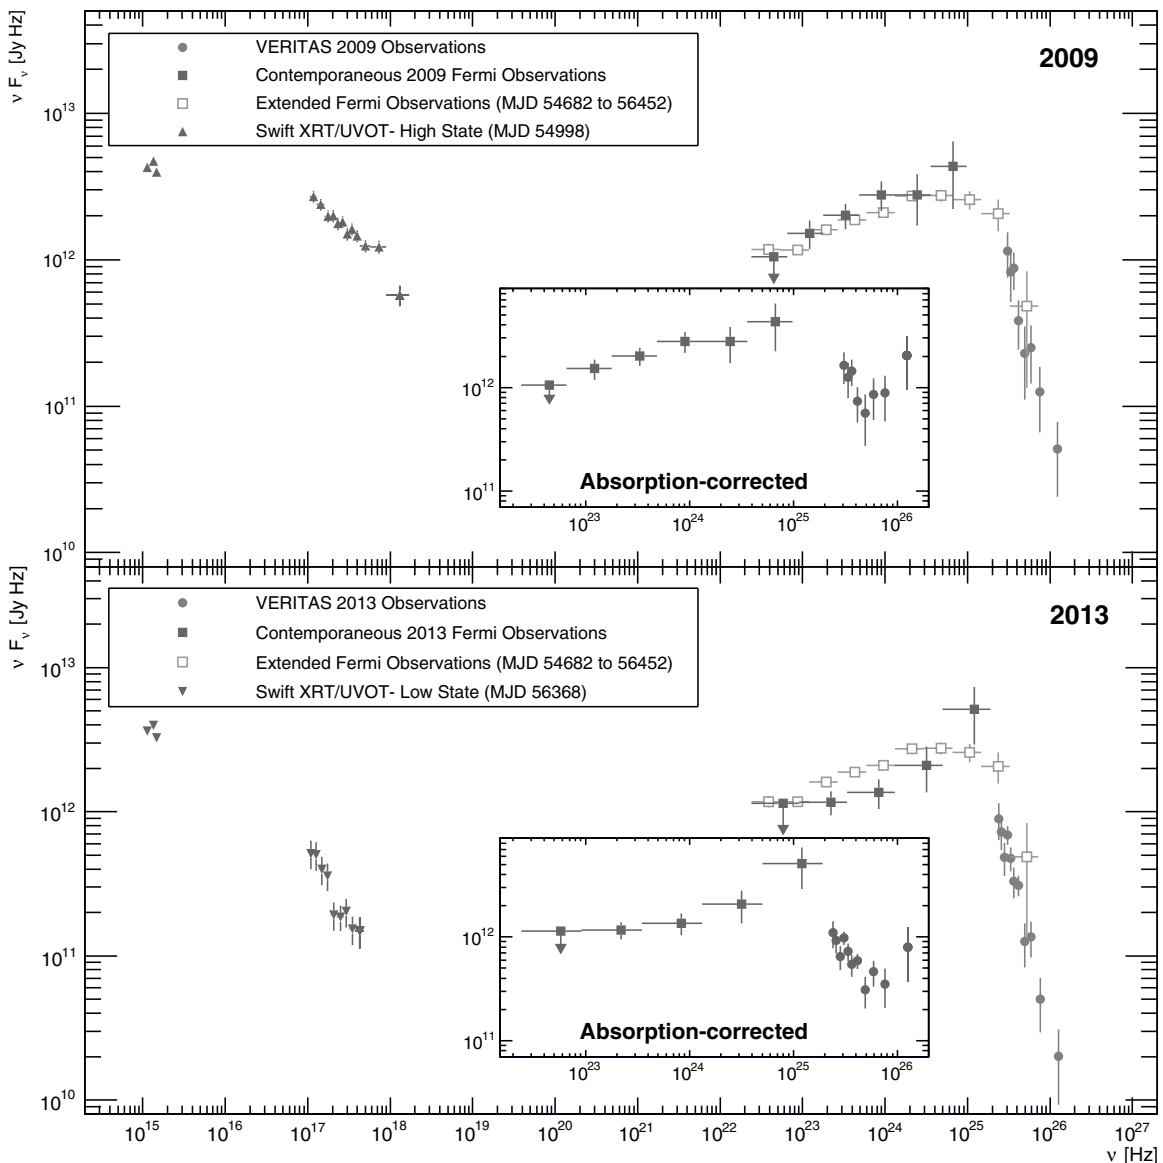 ν Fν [Jy Hz]
2009
VERITAS 2009 Observations
Contemporaneous 2009 Fermi Observations
Extended Fermi Observations (MJD 54682 to 56452)
Swift XRT/UVOT- High State (MJD 54998)
10^13
10^12
10^11
10^10
10^12
10^11
Absorption-corrected
10^23 10^24 10^25 10^26
ν Fν [Jy Hz]
2013
VERITAS 2013 Observations
Contemporaneous 2013 Fermi Observations
Extended Fermi Observations (MJD 54682 to 56452)
Swift XRT/UVOT- Low State (MJD 56368)
10^13
10^12
10^11
10^10
10^12
10^11
Absorption-corrected
10^23 10^24 10^25 10^26
10^15 10^16 10^17 10^18 10^19 10^20 10^21 10^22 10^23 10^24 10^25 10^26 10^27
ν [Hz]